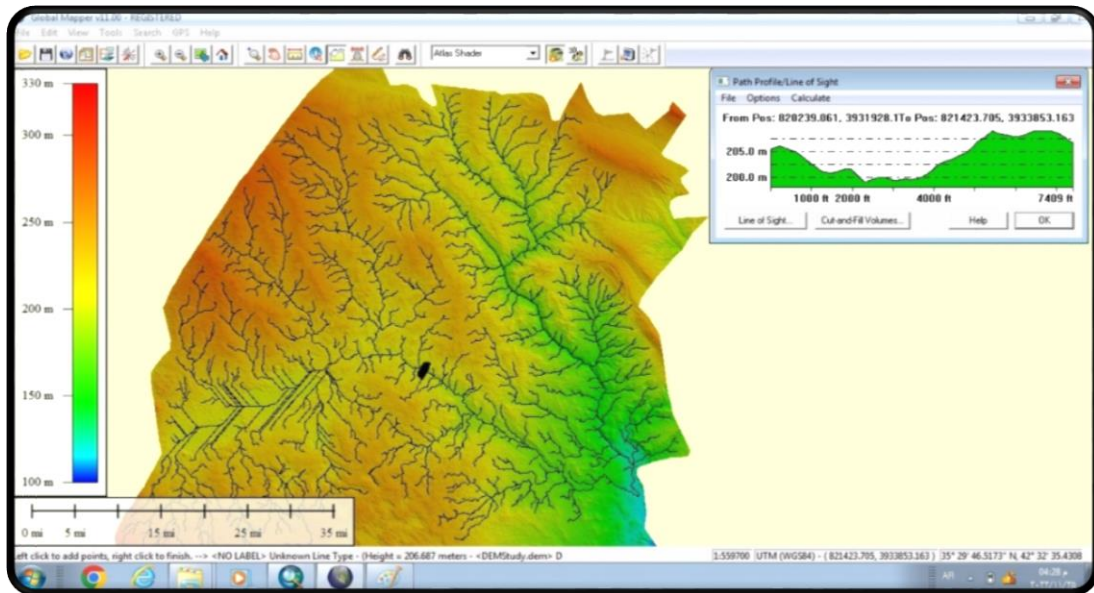 Global Mapper v11.00 - REGISTERED
File Edit View Tools Search GPS Help
Atlas Shader
330 m
300 m
250 m
200 m
150 m
100 m
0 mi 5 mi 15 mi 25 mi 35 mi
Path Profile/Line of Sight
File Options Calculate
From Pos: 820239.061, 3931928.1To Pos: 821423.705, 3933853.163
205.0 m
200.0 m
1000 ft 2000 ft 4000 ft 7409 ft
Line of Sight... Cut-and-Fill Volumes... Help OK
Left click to add points, right click to finish. --> <NO LABEL> Unknown Line Type - (Height = 206.687 meters - <DEMStudy.dem> D
1:559700 UTM (WGS84) - ( 821423.705, 3933853.163 ) 35° 29' 46.5173" N, 42° 32' 35.4308
AR
04:28 م